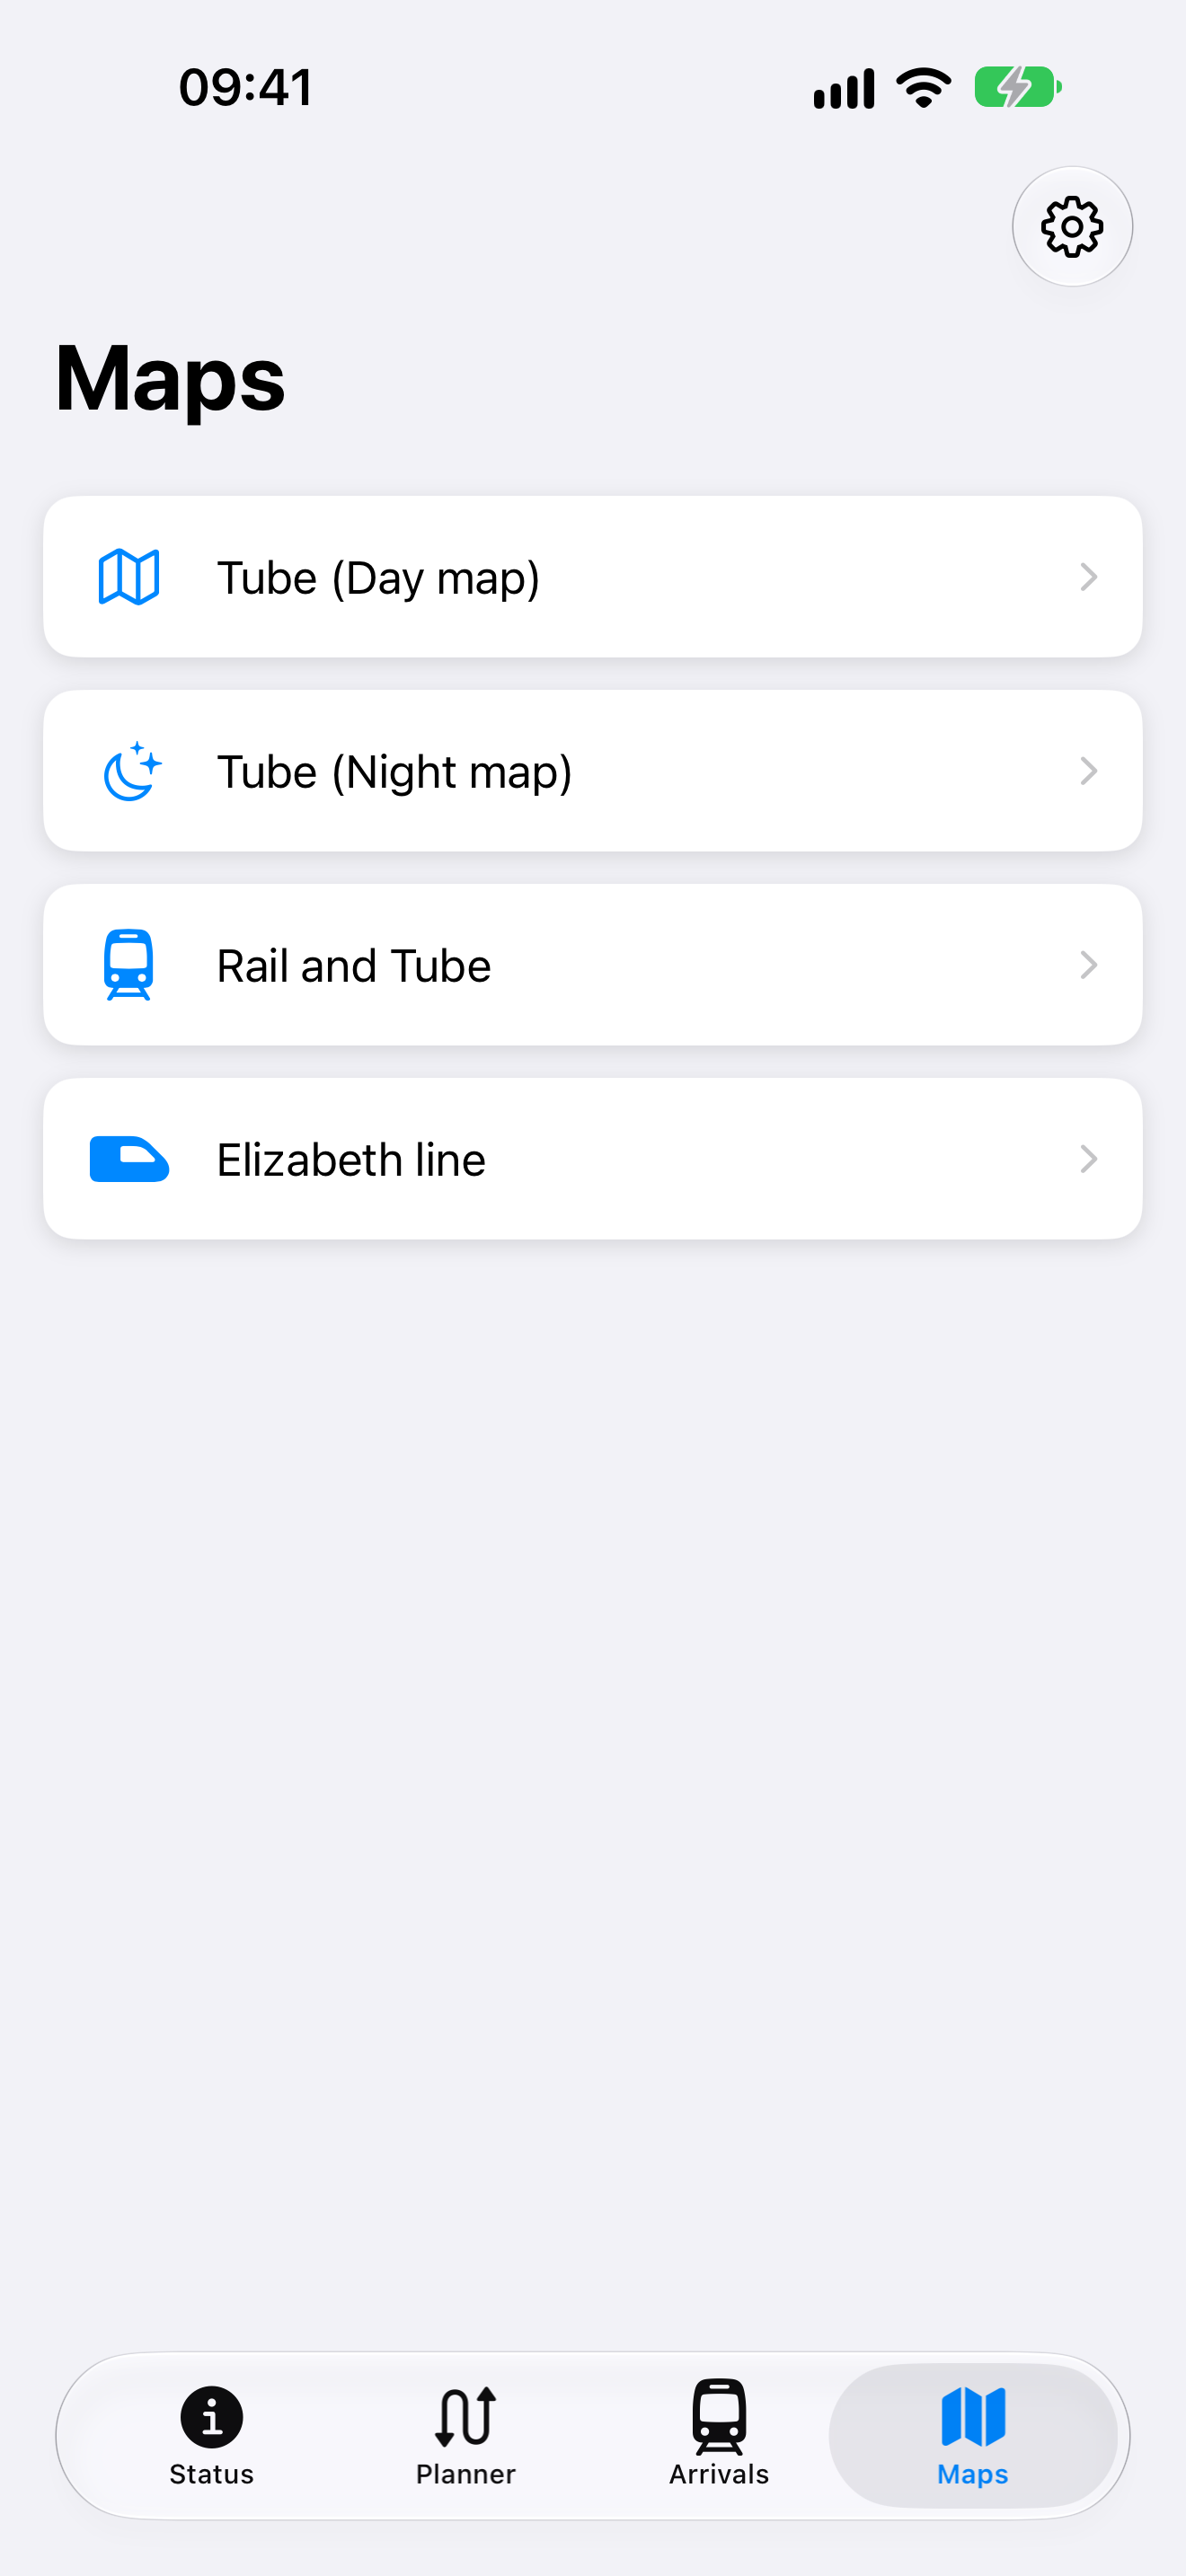 09:41
Maps
Tube (Day map)
Tube (Night map)
Rail and Tube
Elizabeth line
Status
Planner
Arrivals
Maps